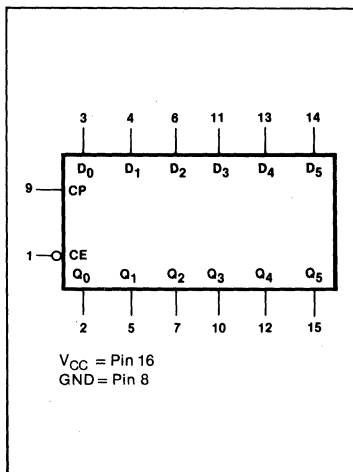 3 4 6 11 13 14
D0 D1 D2 D3 D4 D5
9 CP
1 CE
Q0 Q1 Q2 Q3 Q4 Q5
2 5 7 10 12 15
VCC = Pin 16
GND = Pin 8